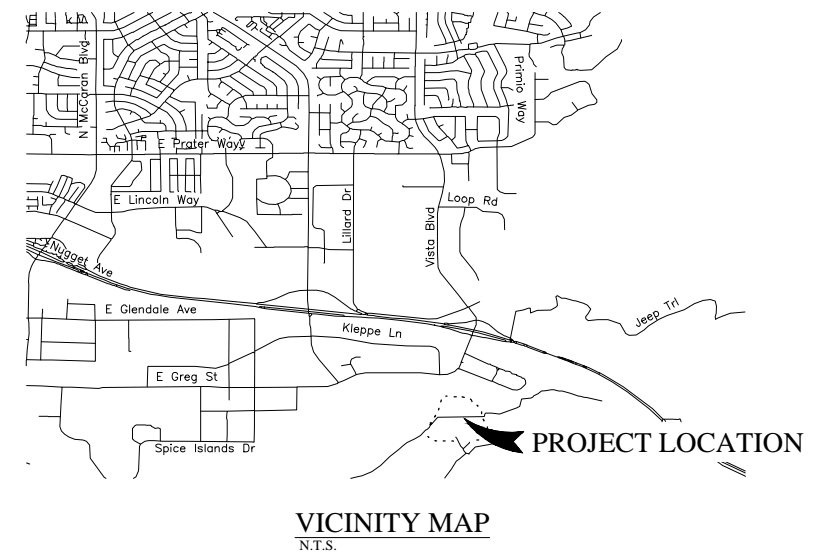 N McCaran Blvd
Primio Way
E Prater Way
E Lincoln Way
Loop Rd
Lillard Dr
Vista Blvd
Nugget Ave
E Glendale Ave
Jeep Trl
Kleppe Ln
E Greg St
PROJECT LOCATION
Spice Islands Dr
VICINITY MAP
N.T.S.